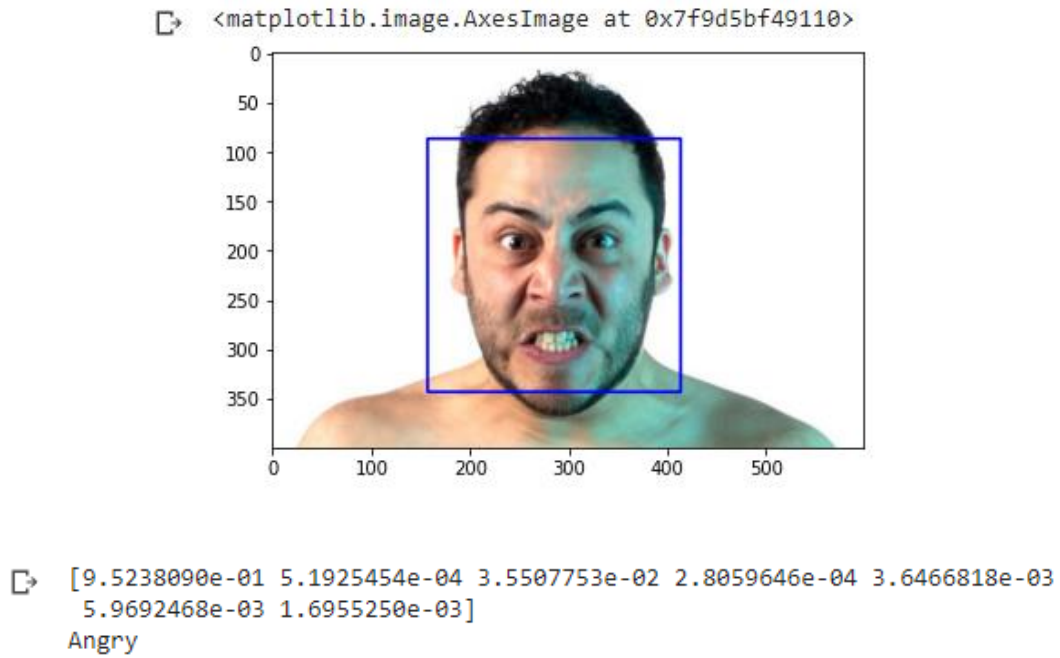 <matplotlib.image.AxesImage at 0x7f9d5bf49110>
0
50
100
150
200
250
300
350
0 100 200 300 400 500
[9.5238090e-01 5.1925454e-04 3.5507753e-02 2.8059646e-04 3.6466818e-03
5.9692468e-03 1.6955250e-03]
Angry